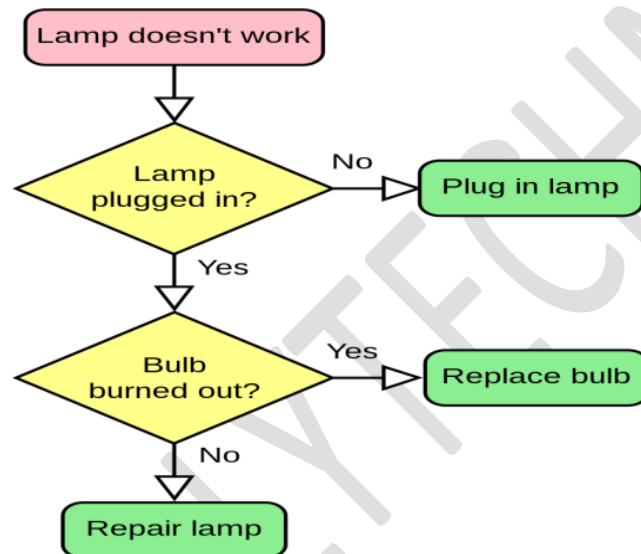 Lamp doesn't work
Lamp
plugged in?
No
Plug in lamp
Yes
Bulb
burned out?
Yes
Replace bulb
No
Repair lamp